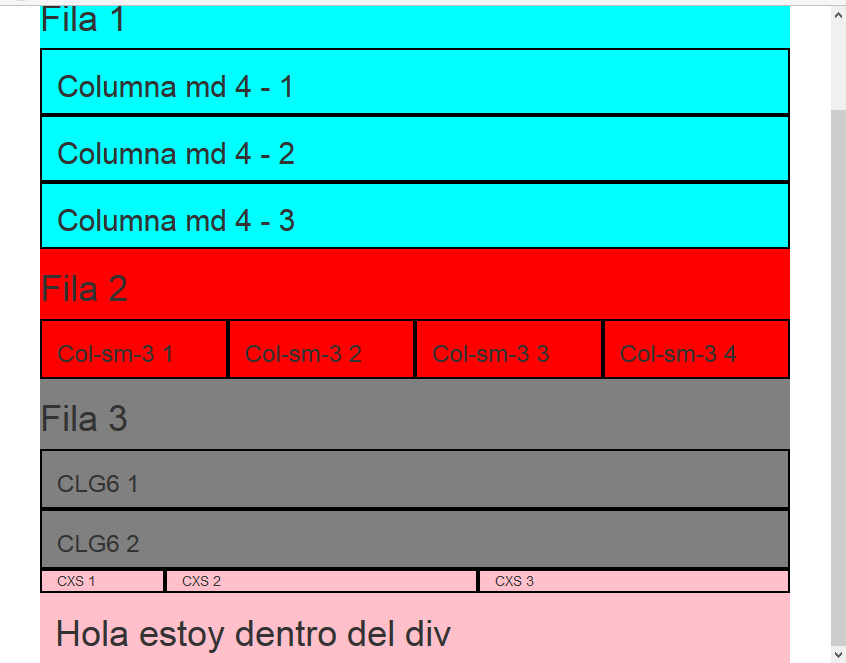 Fila 1
Columna md 4 - 1
Columna md 4 - 2
Columna md 4 - 3
Fila 2
Col-sm-3 1 Col-sm-3 2 Col-sm-3 3 Col-sm-3 4
Fila 3
CLG6 1
CLG6 2
CXS 1 CXS 2 CXS 3
Hola estoy dentro del div